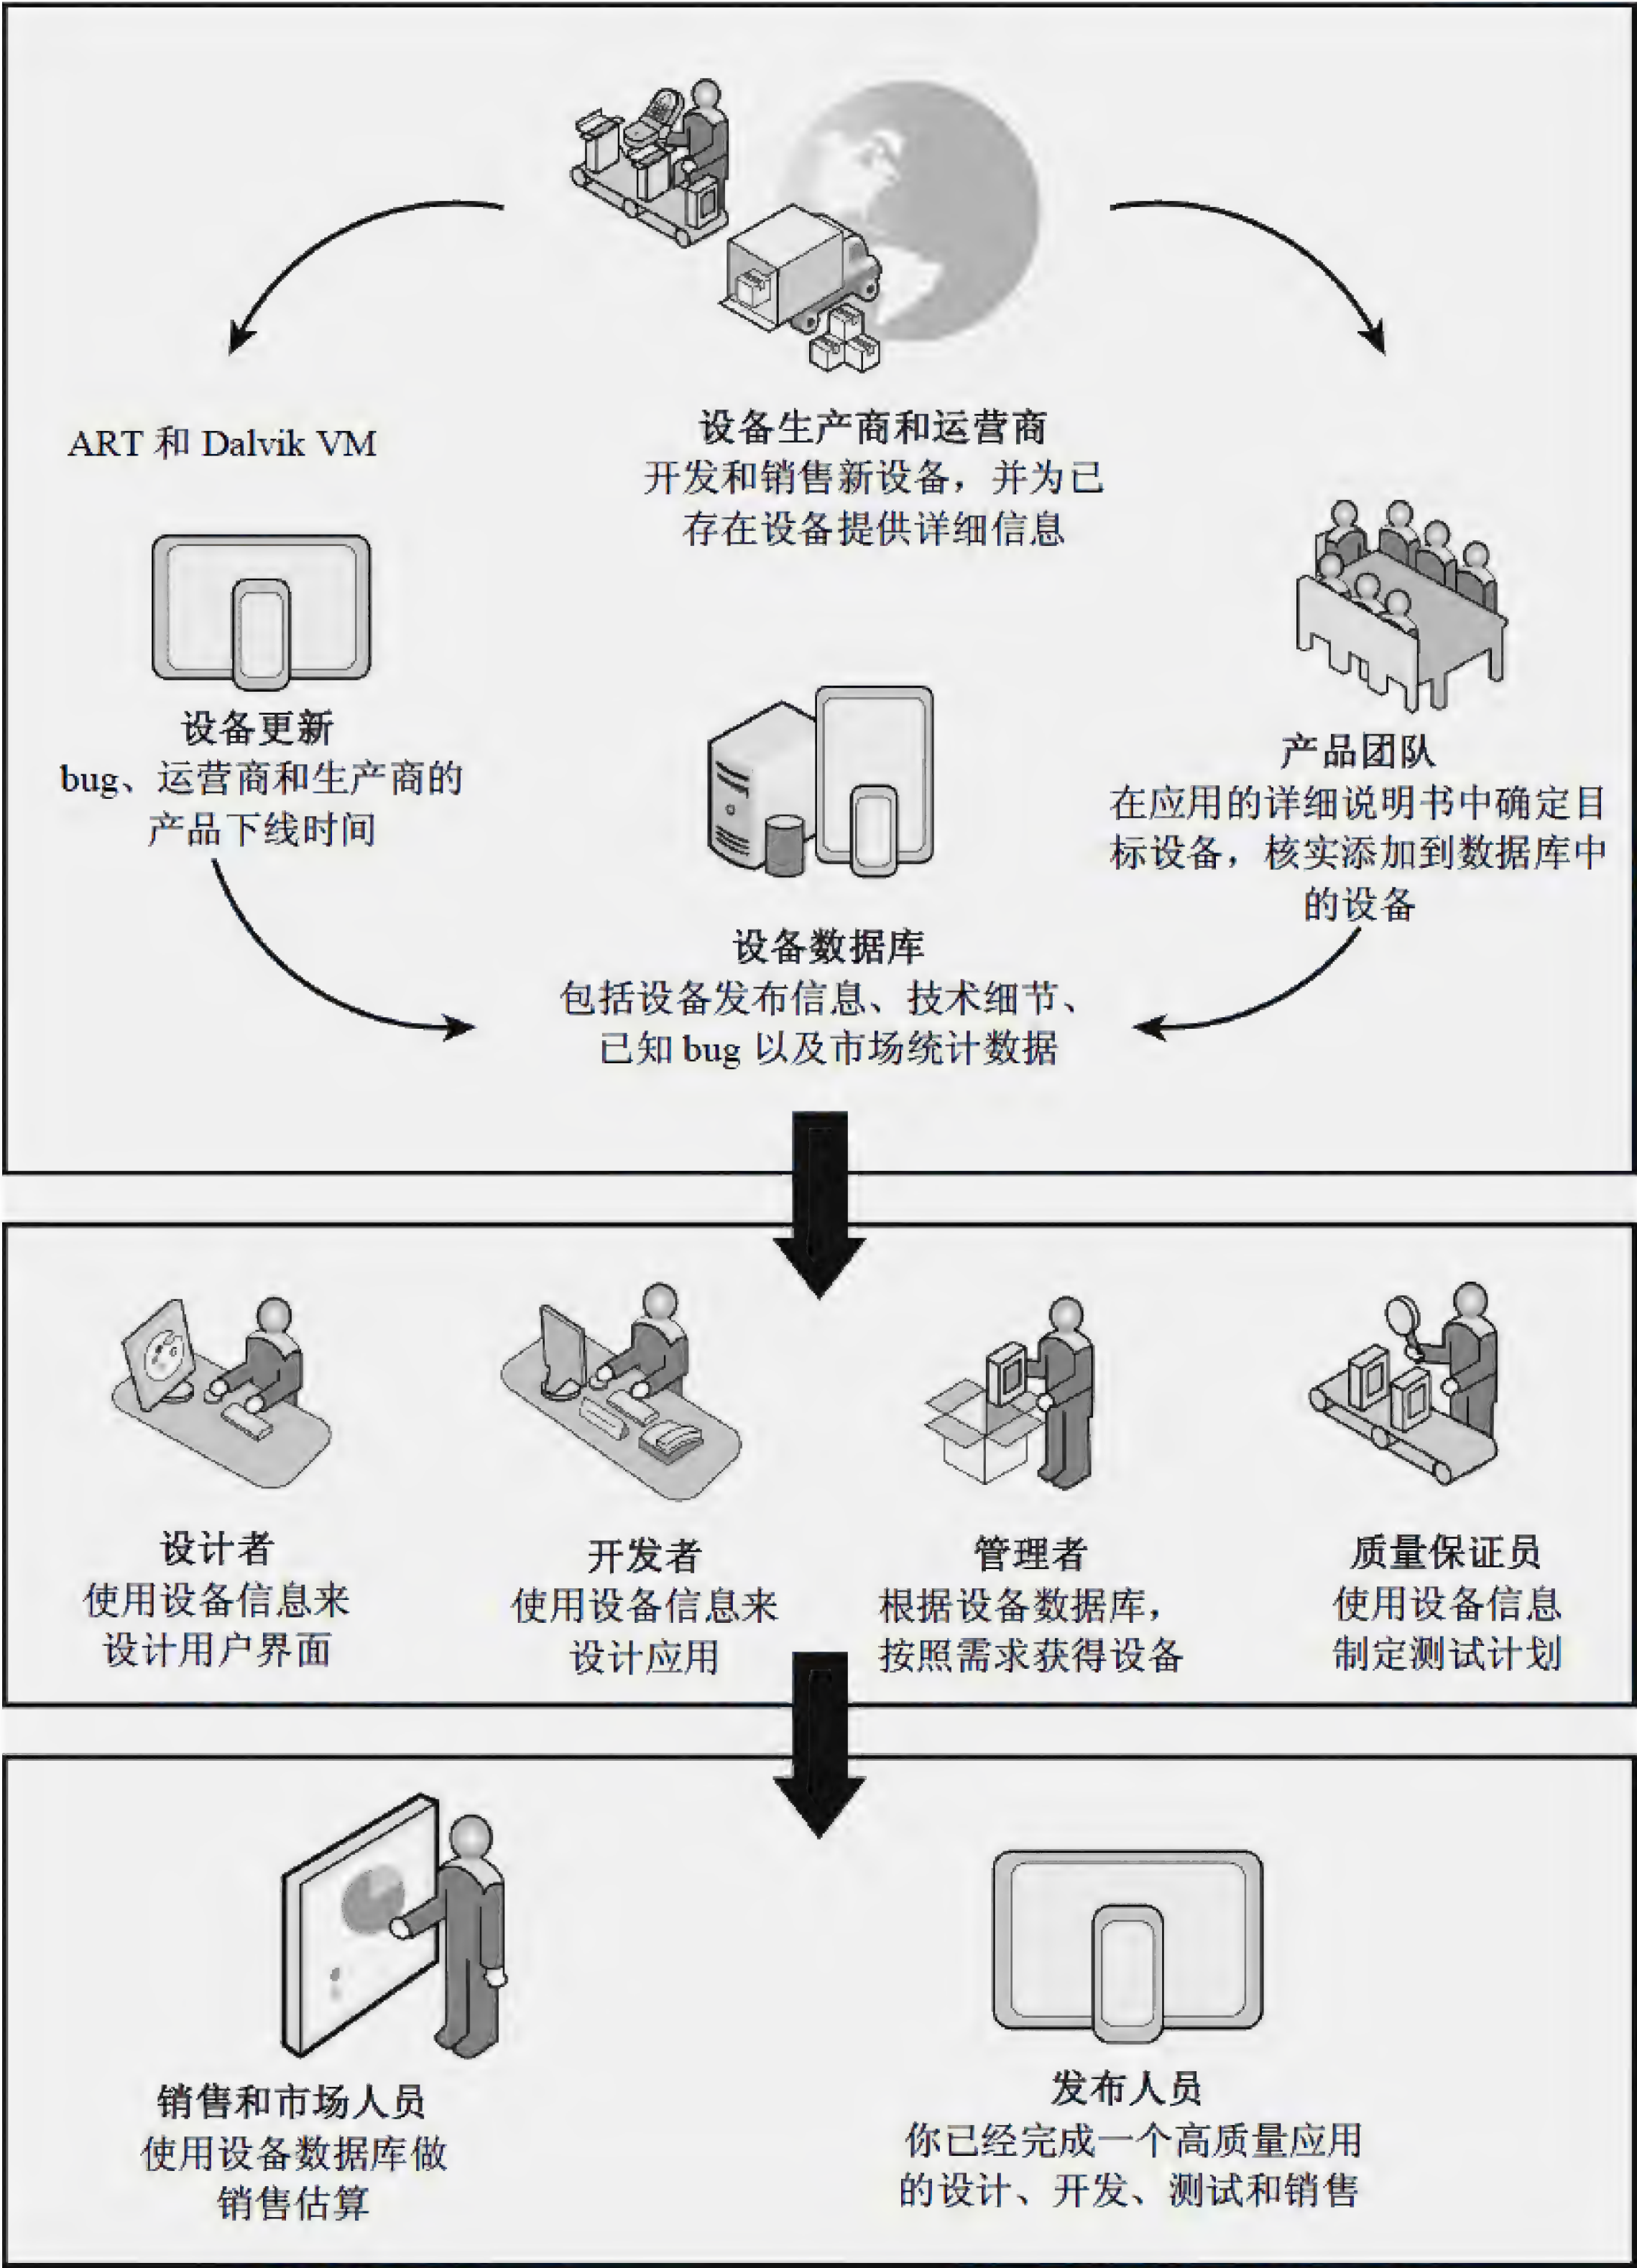 设备生产商和运营商
开发和销售新设备，并为已
存在设备提供详细信息
ART 和 Dalvik VM
设备更新
bug、运营商和生产商的
产品下线时间
产品团队
在应用的详细说明书中确定目
标设备，核实添加到数据库中
的设备
设备数据库
包括设备发布信息、技术细节、
已知 bug 以及市场统计数据
设计者
使用设备信息来
设计用户界面
开发者
使用设备信息来
设计应用
管理者
根据设备数据库，
按照需求获得设备
质量保证员
使用设备信息
制定测试计划
销售和市场人员
使用设备数据库做
销售估算
发布人员
你已经完成一个高质量应用
的设计、开发、测试和销售